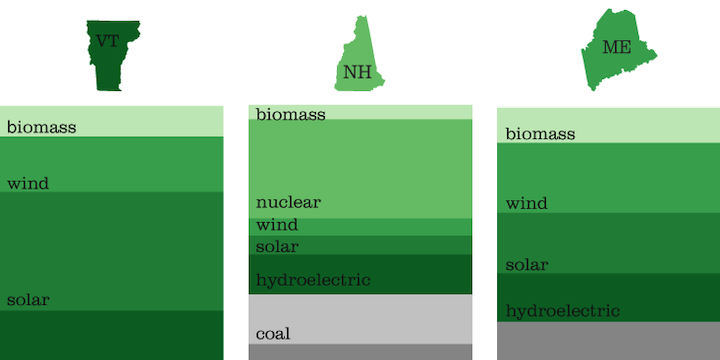 VT
NH
ME
biomass
wind
solar
biomass
nuclear
wind
solar
hydroelectric
coal
biomass
wind
solar
hydroelectric